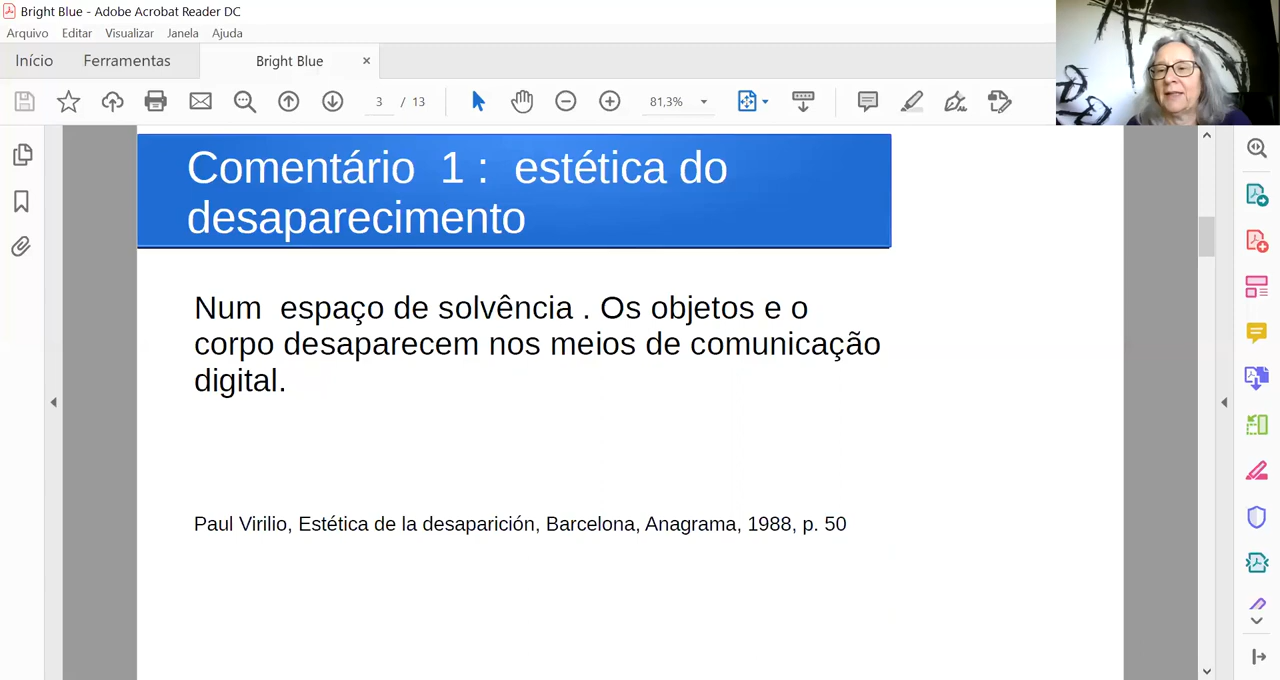 Bright Blue - Adobe Acrobat Reader DC
Arquivo Editar Visualizar Janela Ajuda
Início Ferramentas Bright Blue ×
3 / 13 81,3%
Comentário 1 : estética do
desaparecimento
Num espaço de solvência . Os objetos e o
corpo desaparecem nos meios de comunicação
digital.
Paul Virilio, Estética de la desaparición, Barcelona, Anagrama, 1988, p. 50